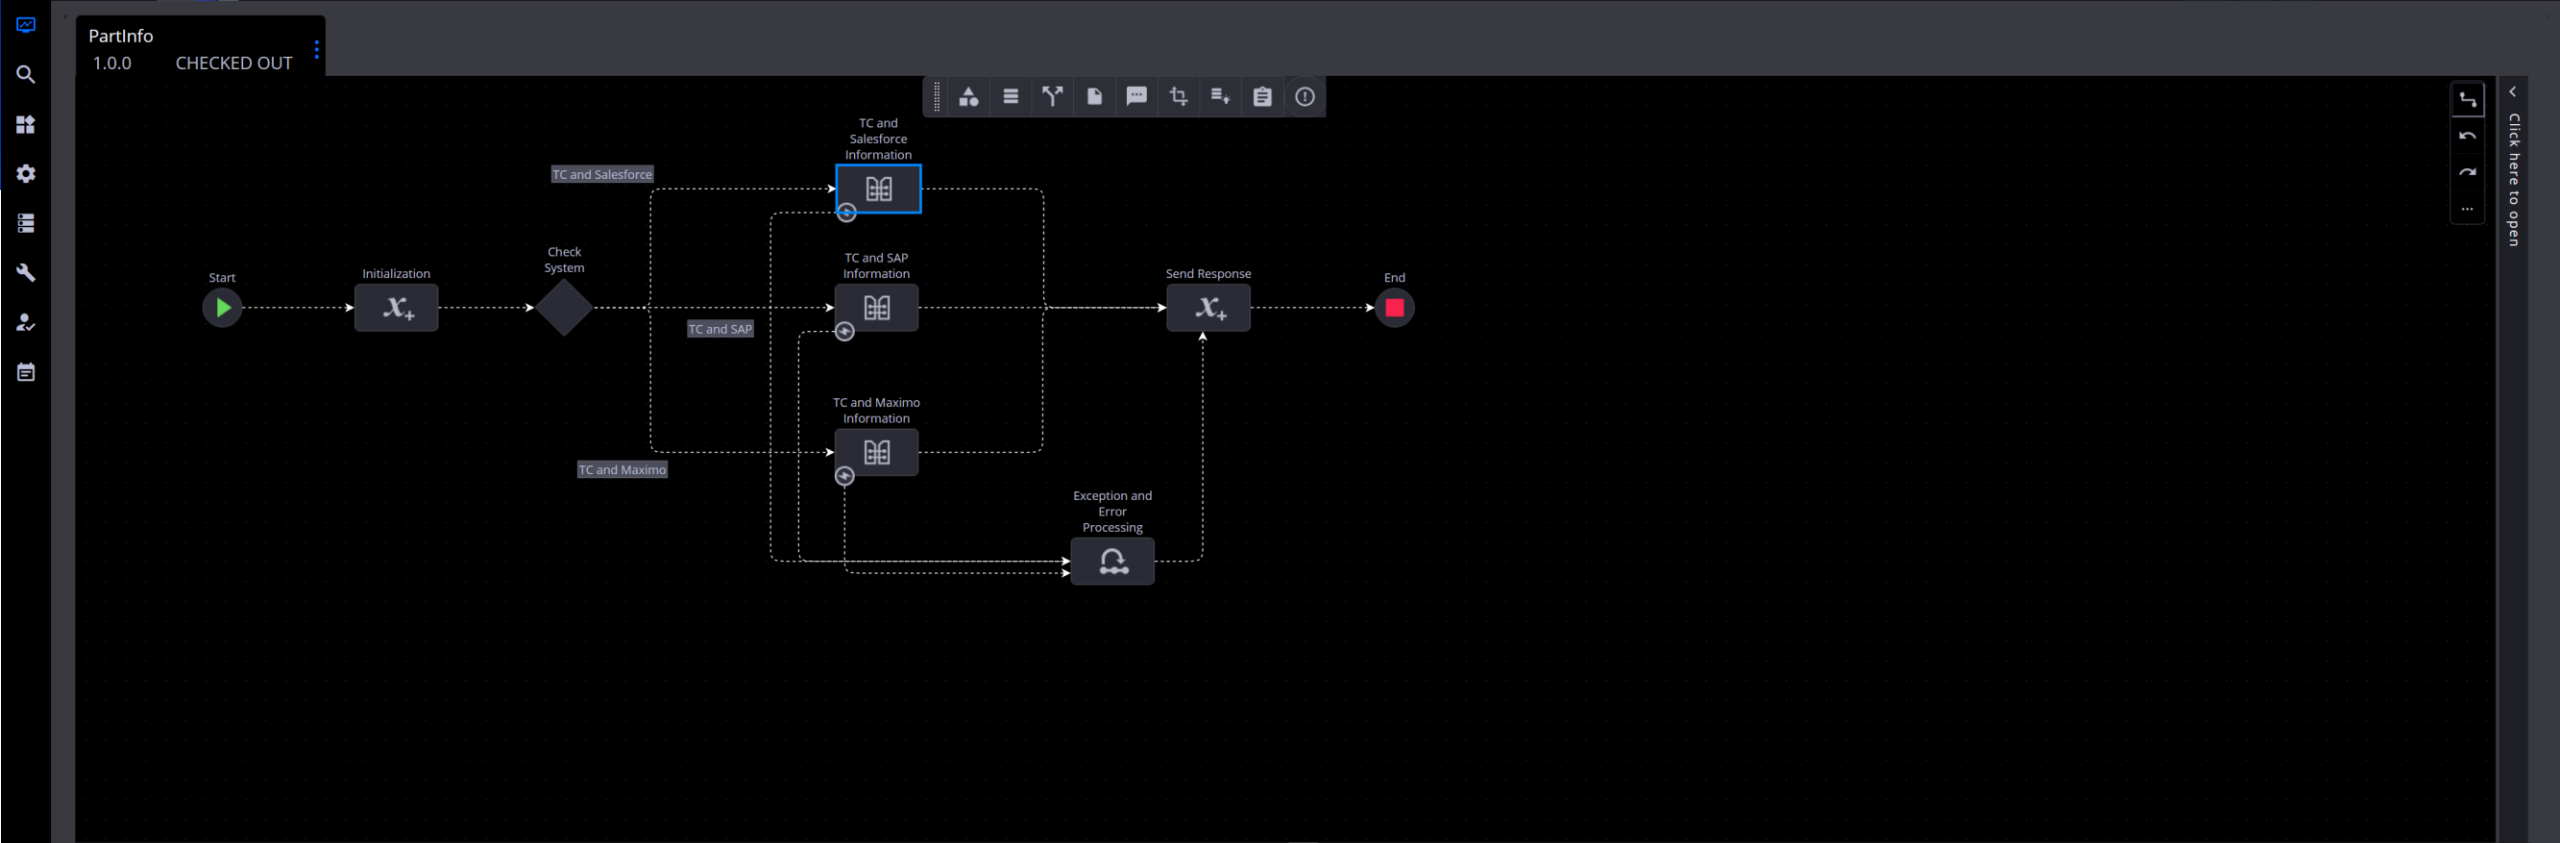 PartInfo
1.0.0 CHECKED OUT
TC and
Salesforce
Information
TC and Salesforce
Check
System
TC and SAP
Information
Start
Initialization
Send Response
End
TC and SAP
TC and Maximo
Information
TC and Maximo
Exception and
Error
Processing
Click here to open